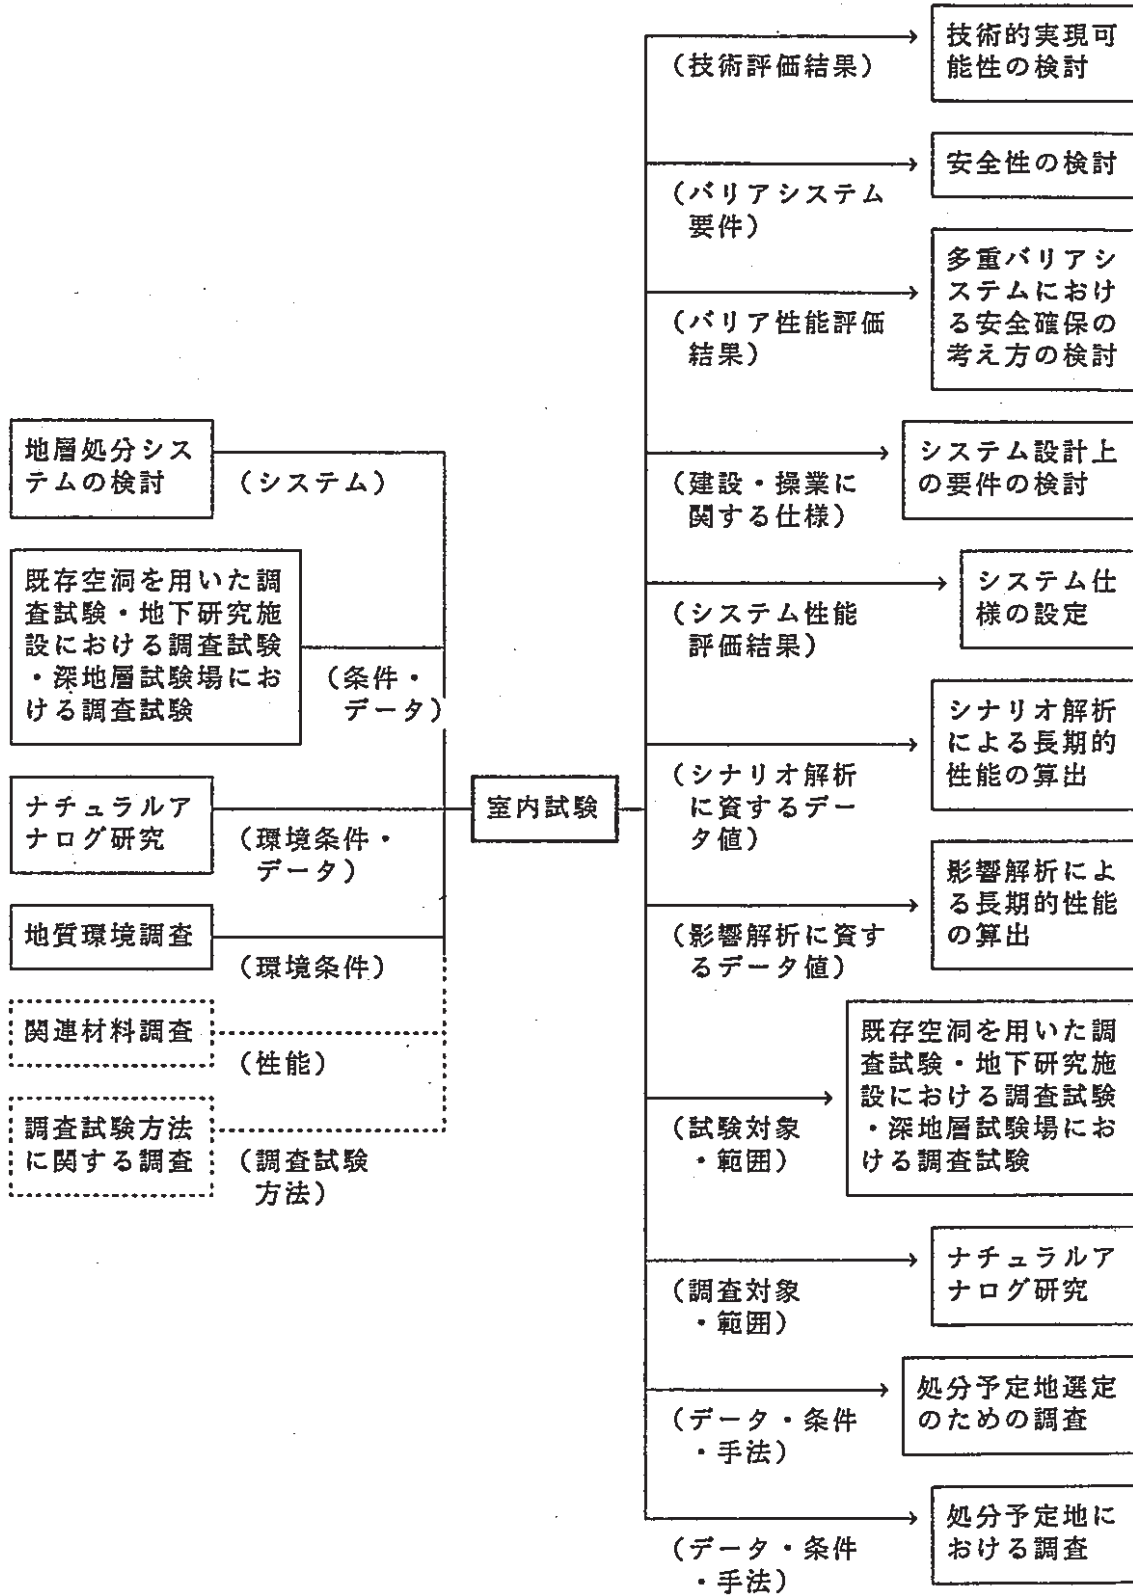 地層処分シス
テムの検討
(システム)
既存空洞を用いた調
査試験・地下研究施
設における調査試験
・深地層試験場にお
ける調査試験
(条件・
データ)
ナチュラルア
ナログ研究
(環境条件・
データ)
地質環境調査
(環境条件)
関連材料調査
(性能)
調査試験方法
に関する調査
(調査試験
方法)
室内試験
(技術評価結果)
技術的実現可
能性の検討
(バリアシステム
要件)
安全性の検討
(バリア性能評価
結果)
多重バリアシ
ステムにおけ
る安全確保の
考え方の検討
(建設・操業に
関する仕様)
システム設計上
の要件の検討
(システム性能
評価結果)
システム仕
様の設定
(シナリオ解析
に資するデー
タ値)
シナリオ解析
による長期的
性能の算出
(影響解析に資す
るデータ値)
影響解析によ
る長期的性能
の算出
(試験対象
・範囲)
既存空洞を用いた調
査試験・地下研究施
設における調査試験
・深地層試験場にお
ける調査試験
(調査対象
・範囲)
ナチュラルア
ナログ研究
(データ・条件
・手法)
処分予定地選定
のための調査
(データ・条件
・手法)
処分予定地に
おける調査